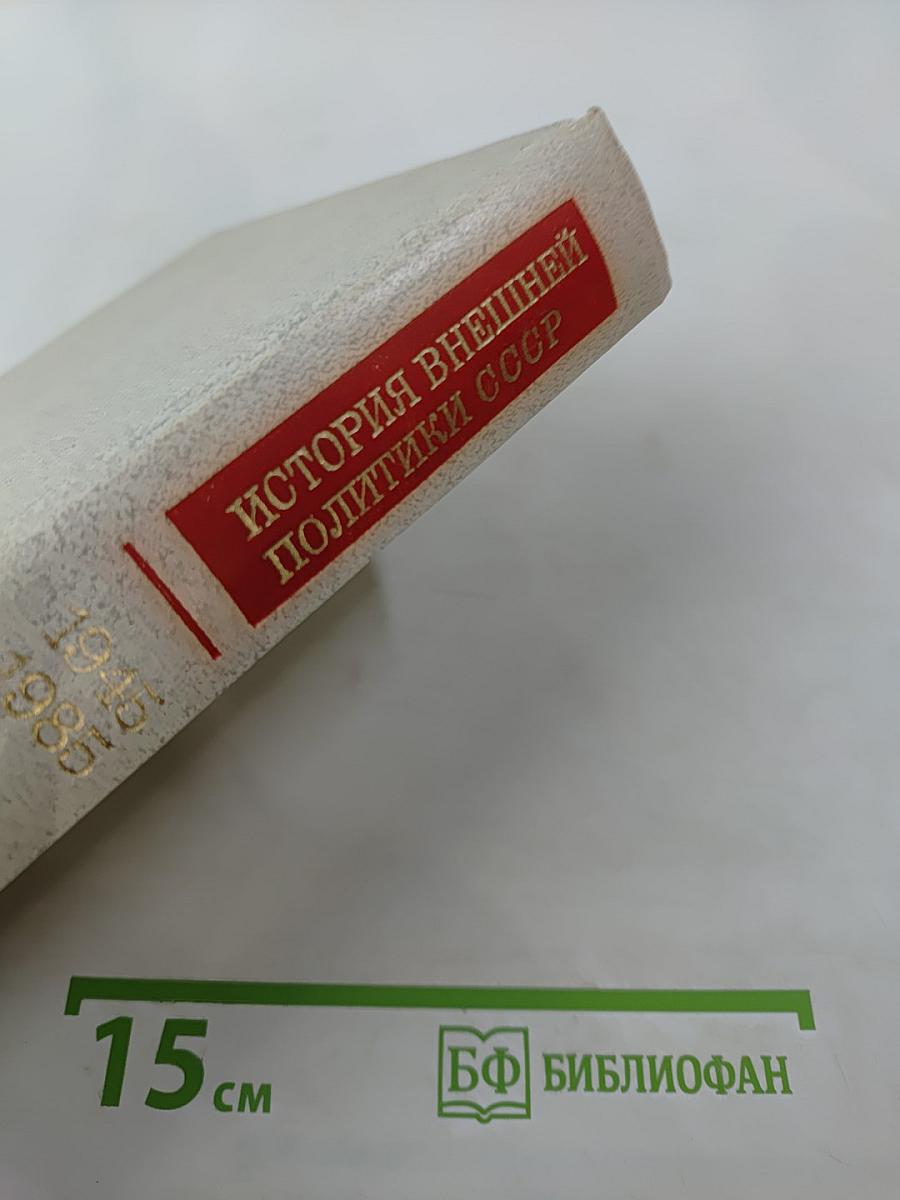 ИСТОРИЯ ВНЕШНЕЙ
ПОЛИТИКИ СССР
1945
1985
15 см
БФ БИБЛИОФАН